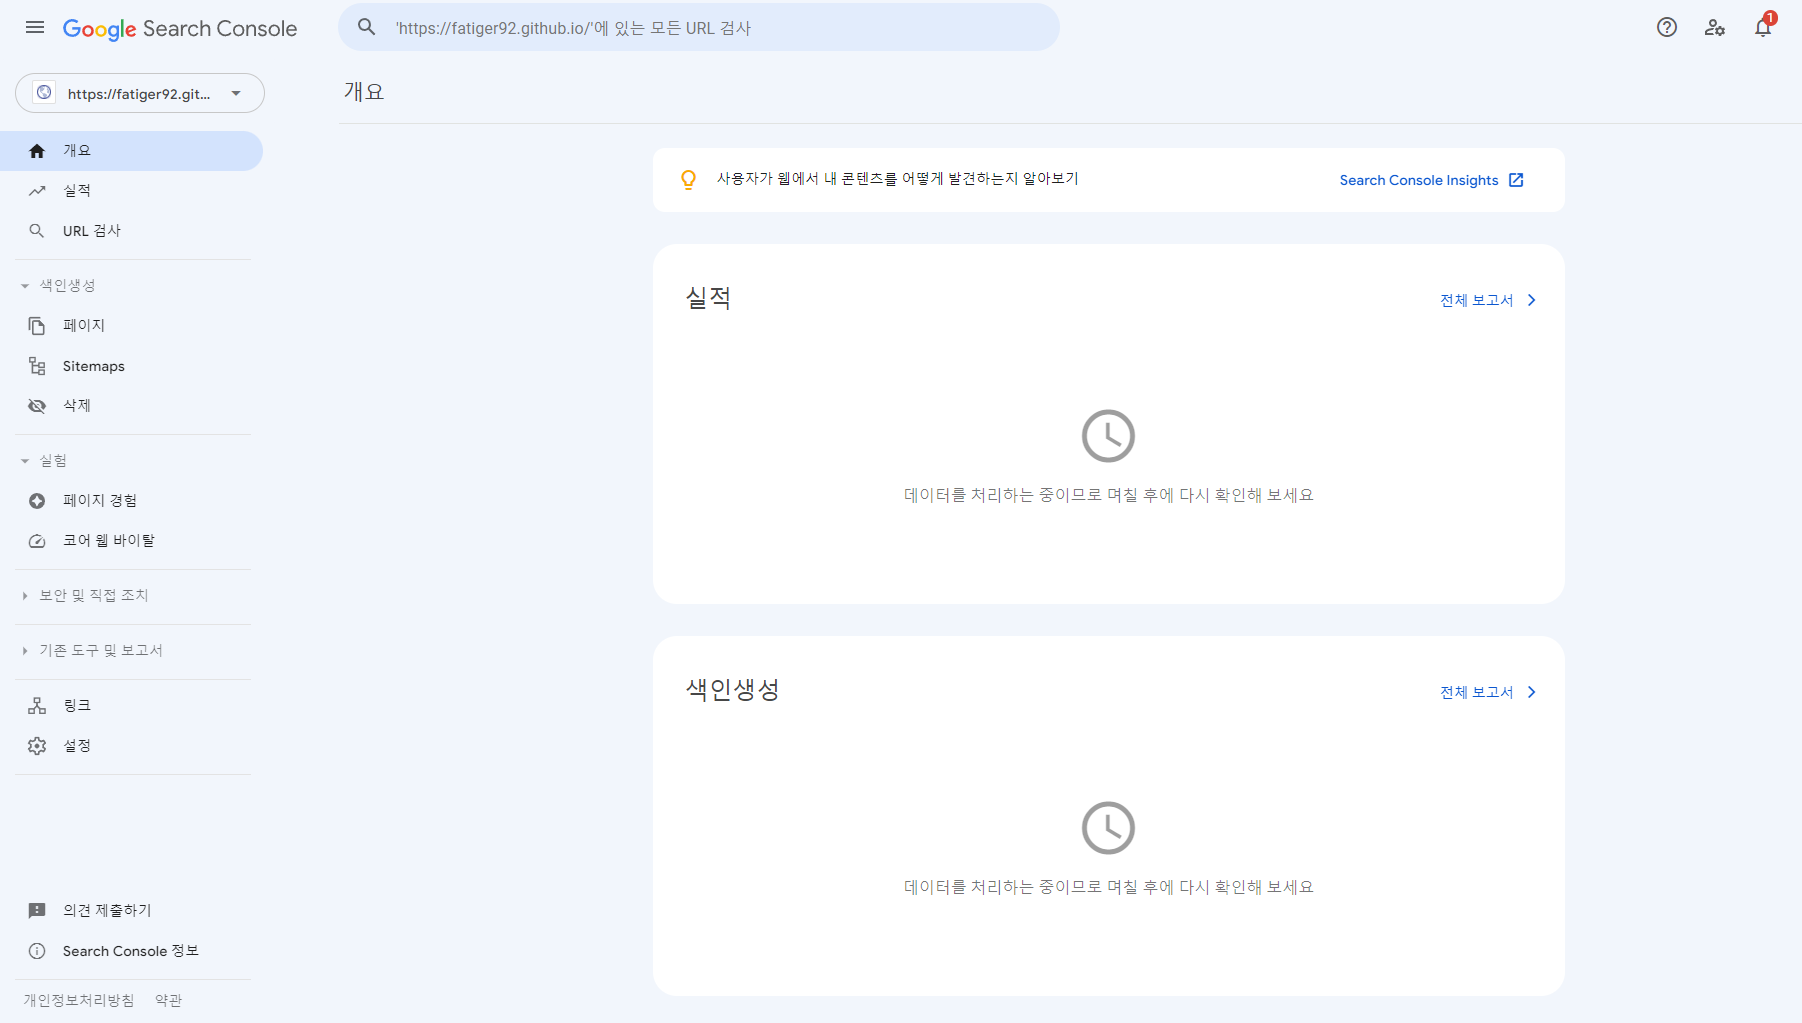 Google Search Console
'https://fatiger92.github.io/'에 있는 모든 URL 검사
1
https://fatiger92.git...
개요
개요
실적
URL 검사
색인생성
페이지
Sitemaps
삭제
실험
페이지 경험
코어 웹 바이탈
보안 및 직접 조치
기존 도구 및 보고서
링크
설정
의견 제출하기
Search Console 정보
개인정보처리방침 약관
사용자가 웹에서 내 콘텐츠를 어떻게 발견하는지 알아보기
Search Console Insights
실적
전체 보고서
데이터를 처리하는 중이므로 며칠 후에 다시 확인해 보세요
색인생성
전체 보고서
데이터를 처리하는 중이므로 며칠 후에 다시 확인해 보세요